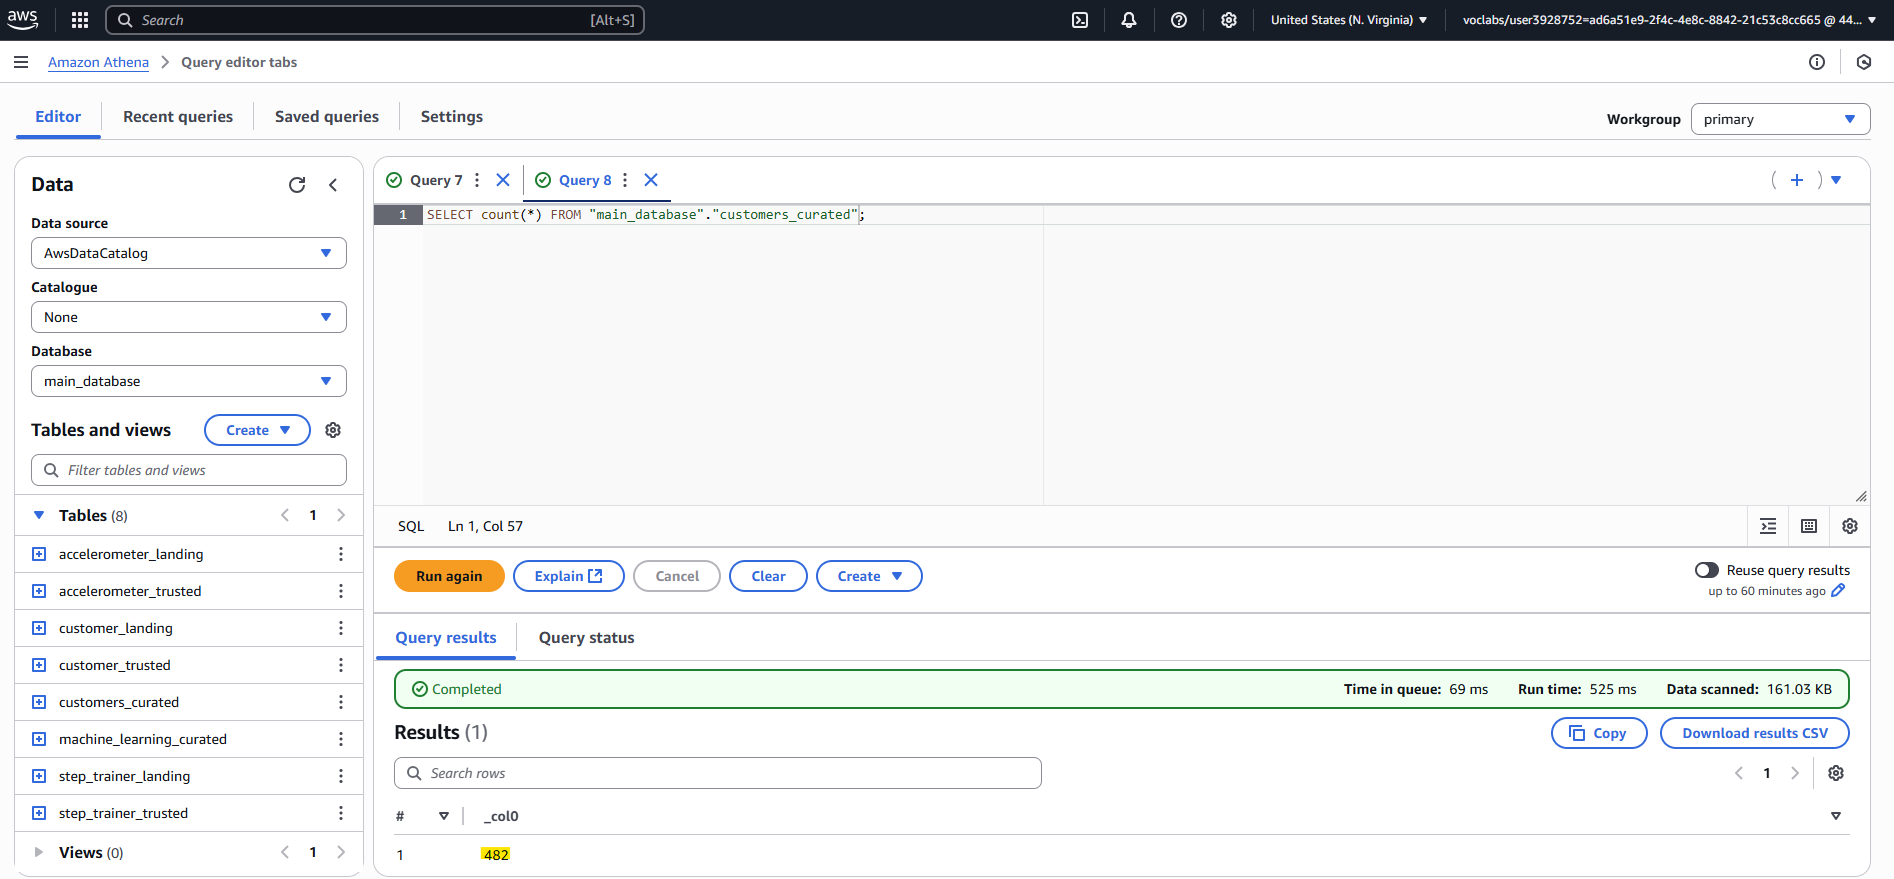 aws
Search [Alt+S]
United States (N. Virginia)
voclabs/user3928752=ad6a51e9-2f4c-4e8c-8842-21c53c8cc665 @ 44...
Amazon Athena
Query editor tabs
Editor
Recent queries
Saved queries
Settings
Workgroup
primary
Data
Data source
AwsDataCatalog
Catalogue
None
Database
main_database
Tables and views
Create
Filter tables and views
Tables (8)
1
accelerometer_landing
accelerometer_trusted
customer_landing
customer_trusted
customers_curated
machine_learning_curated
step_trainer_landing
step_trainer_trusted
Views (0)
1
Query 7
Query 8
1 SELECT count(*) FROM "main_database"."customers_curated";
SQL Ln 1, Col 57
Run again
Explain
Cancel
Clear
Create
Reuse query results
up to 60 minutes ago
Query results
Query status
Completed
Time in queue: 69 ms
Run time: 525 ms
Data scanned: 161.03 KB
Results (1)
Copy
Download results CSV
Search rows
1
# _col0
1 482